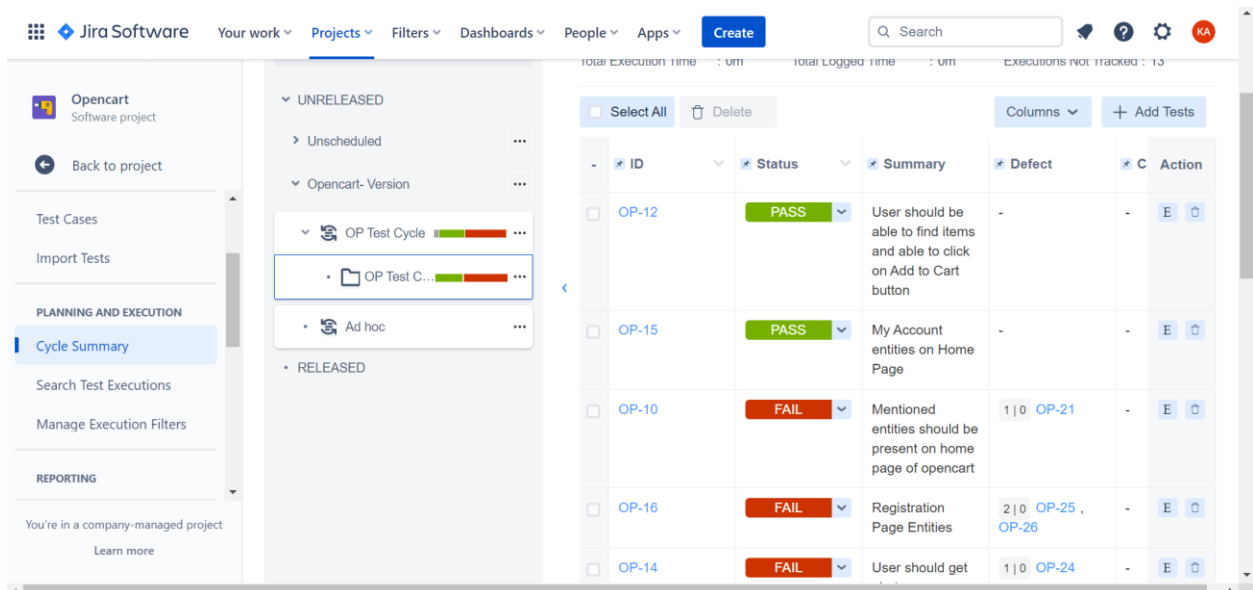 Jira Software Your work Projects Filters Dashboards People Apps Create Search KA
Opencart
Software project
Back to project
Test Cases
Import Tests
PLANNING AND EXECUTION
Cycle Summary
Search Test Executions
Manage Execution Filters
REPORTING
You're in a company-managed project
Learn more
UNRELEASED
Unscheduled ...
Opencart- Version ...
OP Test Cycle ...
OP Test C... ...
Ad hoc ...
RELEASED
Total Execution Time : 0m Total Logged Time : 0m Executions Not Tracked : 13
Select All Delete Columns + Add Tests
- ID Status Summary Defect C Action
OP-12 PASS User should be - - E
able to find items
and able to click
on Add to Cart
button
OP-15 PASS My Account - - E
entities on Home
Page
OP-10 FAIL Mentioned 1 | 0 OP-21 - E
entities should be
present on home
page of opencart
OP-16 FAIL Registration 2 | 0 OP-25 , - E
Page Entities OP-26
OP-14 FAIL User should get 1 | 0 OP-24 - E